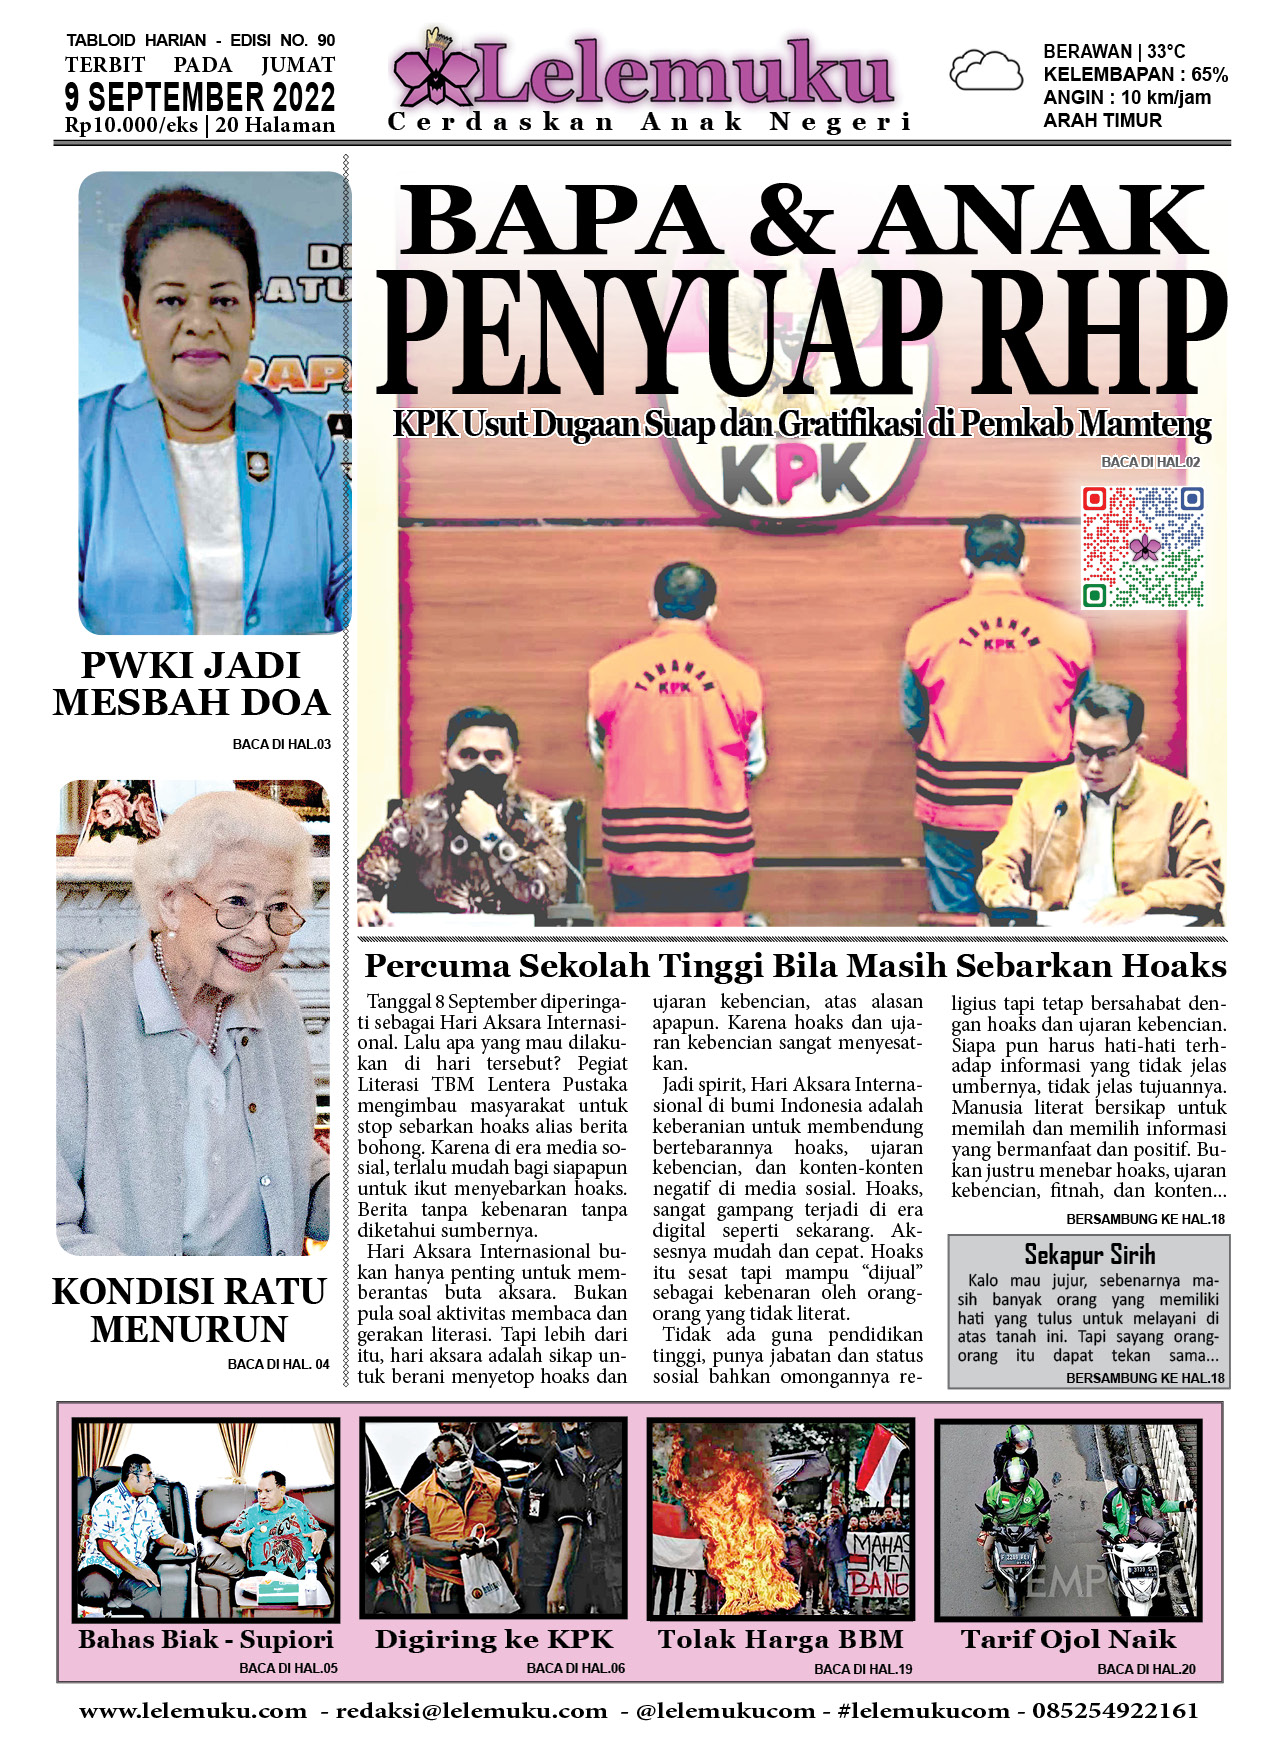 TABLOID HARIAN - EDISI NO. 90
TERBIT PADA JUMAT
9 SEPTEMBER 2022
Rp10.000/eks | 20 Halaman
Lelemuku
Cerdaskan Anak Negeri
BERAWAN | 33°C
KELEMBAPAN : 65%
ANGIN : 10 km/jam
ARAH TIMUR
PWKI JADI
MESBAH DOA
BACA DI HAL.03
KONDISI RATU
MENURUN
BACA DI HAL. 04
BAPA & ANAK
PENYUAP RHP
KPK Usut Dugaan Suap dan Gratifikasi di Pemkab Mamteng
BACA DI HAL.02
KPK
TAHANAN
KPK
TAHANAN
KPK
Percuma Sekolah Tinggi Bila Masih Sebarkan Hoaks
Tanggal 8 September diperinga-
ti sebagai Hari Aksara Internasi-
onal. Lalu apa yang mau dilaku-
kan di hari tersebut? Pegiat
Literasi TBM Lentera Pustaka
mengimbau masyarakat untuk
stop sebarkan hoaks alias berita
bohong. Karena di era media so-
sial, terlalu mudah bagi siapapun
untuk ikut menyebarkan hoaks.
Berita tanpa kebenaran tanpa
diketahui sumbernya.
Hari Aksara Internasional bu-
kan hanya penting untuk mem-
berantas buta aksara. Bukan
pula soal aktivitas membaca dan
gerakan literasi. Tapi lebih dari
itu, hari aksara adalah sikap un-
tuk berani menyetop hoaks dan
ujaran kebencian, atas alasan
apapun. Karena hoaks dan uja-
ran kebencian sangat menyesat-
kan.
Jadi spirit, Hari Aksara Interna-
sional di bumi Indonesia adalah
keberanian untuk membendung
bertebarannya hoaks, ujaran
kebencian, dan konten-konten
negatif di media sosial. Hoaks,
sangat gampang terjadi di era
digital seperti sekarang. Ak-
sesnya mudah dan cepat. Hoaks
itu sesat tapi mampu “dijual”
sebagai kebenaran oleh orang-
orang yang tidak literat.
Tidak ada guna pendidikan
tinggi, punya jabatan dan status
sosial bahkan omongannya re-
ligius tapi tetap bersahabat den-
gan hoaks dan ujaran kebencian.
Siapa pun harus hati-hati terh-
adap informasi yang tidak jelas
umbernya, tidak jelas tujuannya.
Manusia literat bersikap untuk
memilah dan memilih informasi
yang bermanfaat dan positif. Bu-
kan justru menebar hoaks, ujaran
kebencian, fitnah, dan konten...
BERSAMBUNG KE HAL.18
Sekapur Sirih
Kalo mau jujur, sebenarnya ma-
sih banyak orang yang memiliki
hati yang tulus untuk melayani di
atas tanah ini. Tapi sayang orang-
orang itu dapat tekan sama...
BERSAMBUNG KE HAL.18
Bahas Biak - Supiori
BACA DI HAL.05
Digiring ke KPK
BACA DI HAL.06
MAHAS
MEN
BANG
Tolak Harga BBM
BACA DI HAL.19
Tarif Ojol Naik
BACA DI HAL.20
www.lelemuku.com - redaksi@lelemuku.com - @lelemukucom - #lelemukucom - 085254922161